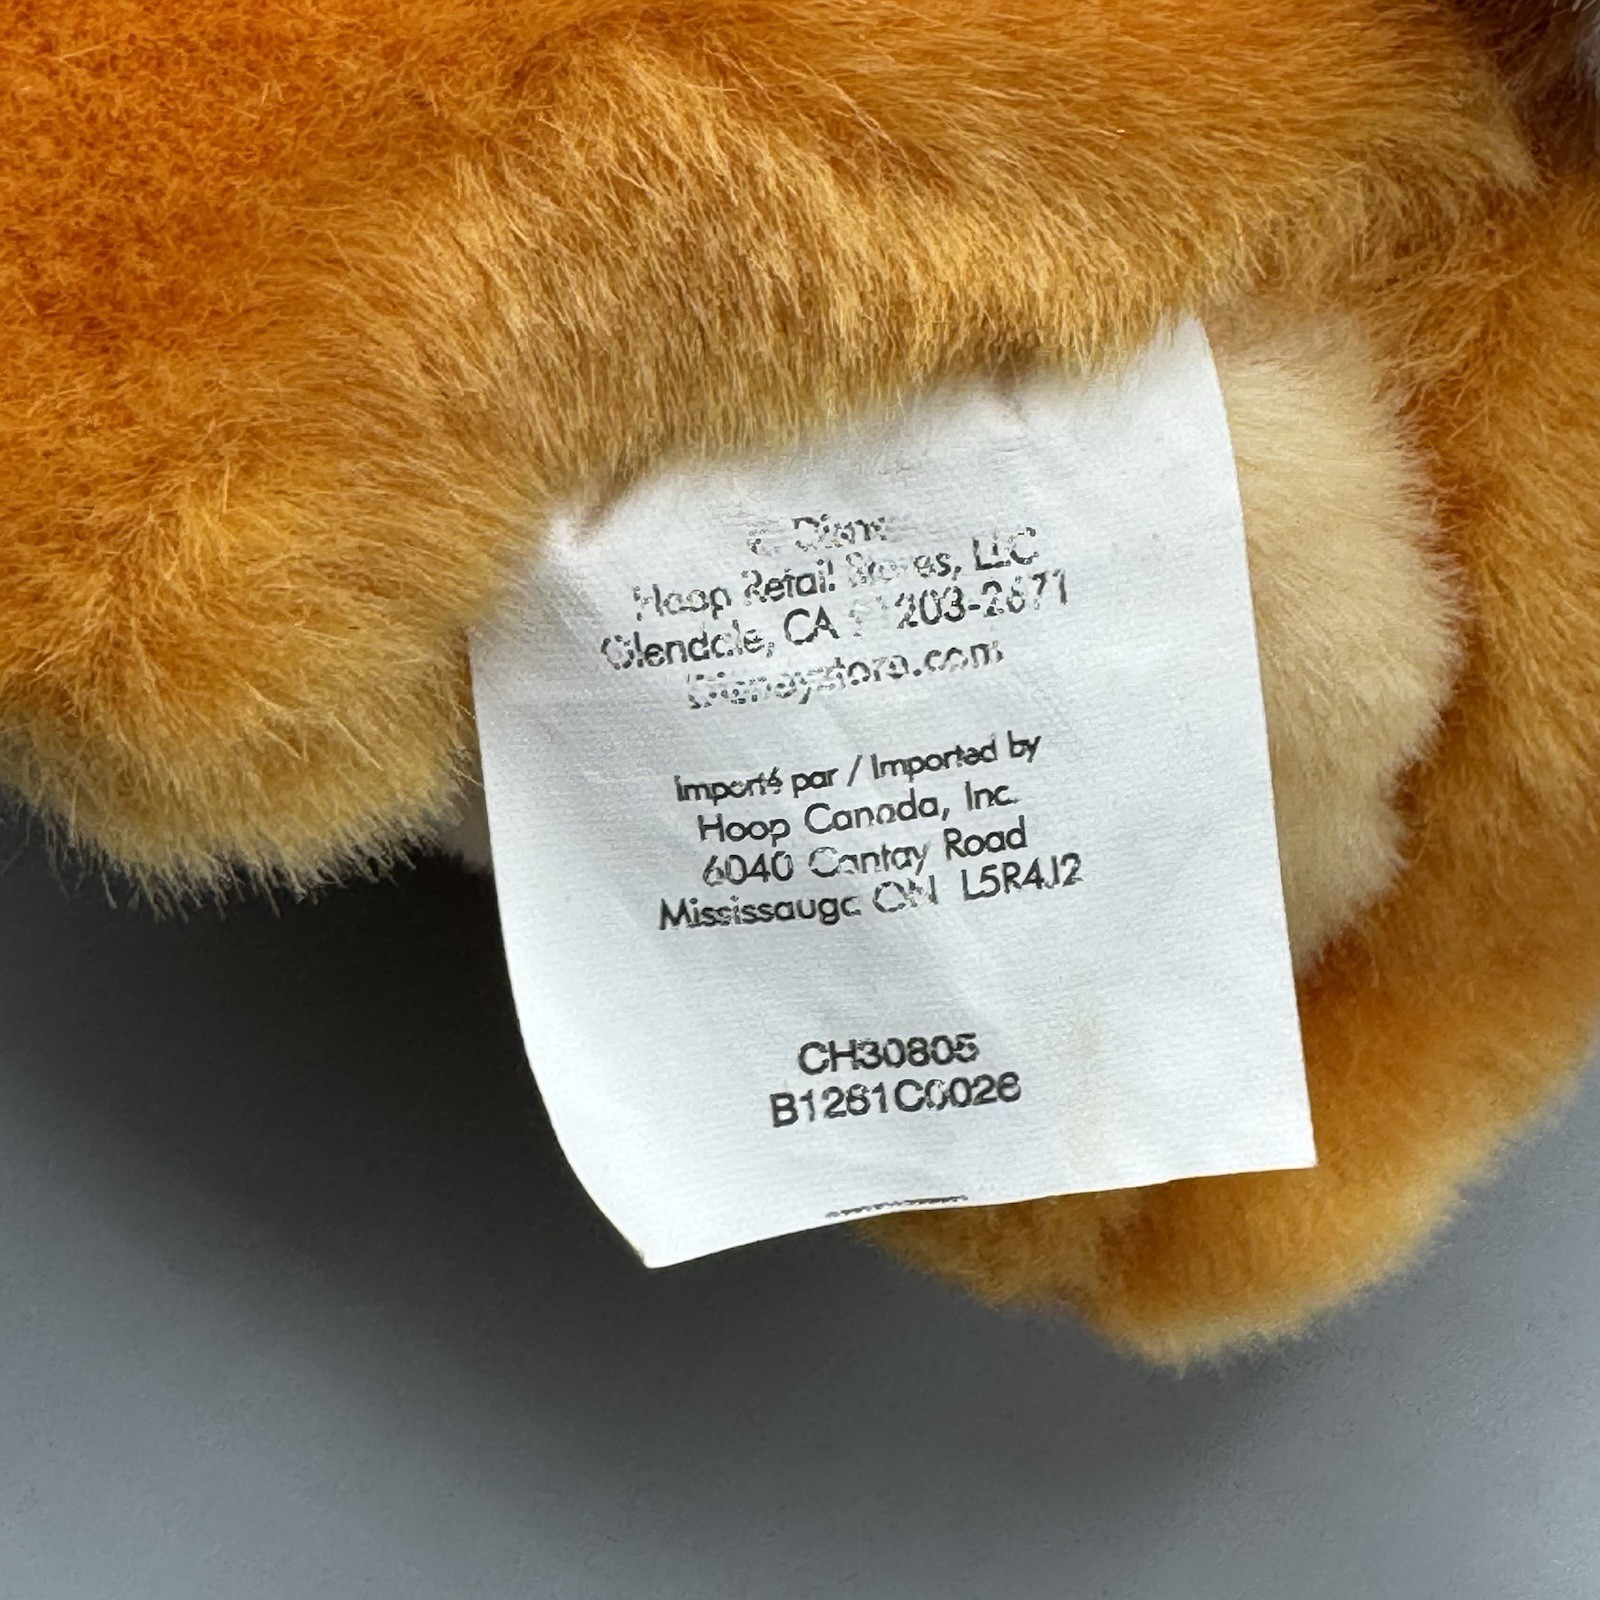 © Disney
Hoop Retail Stores, LLC
Glendale, CA 91203-2671
Disneystore.com
Importé par / Imported by
Hoop Canada, Inc.
6040 Cantay Road
Mississauga ON L5R4J2
CH30805
B1261C0026